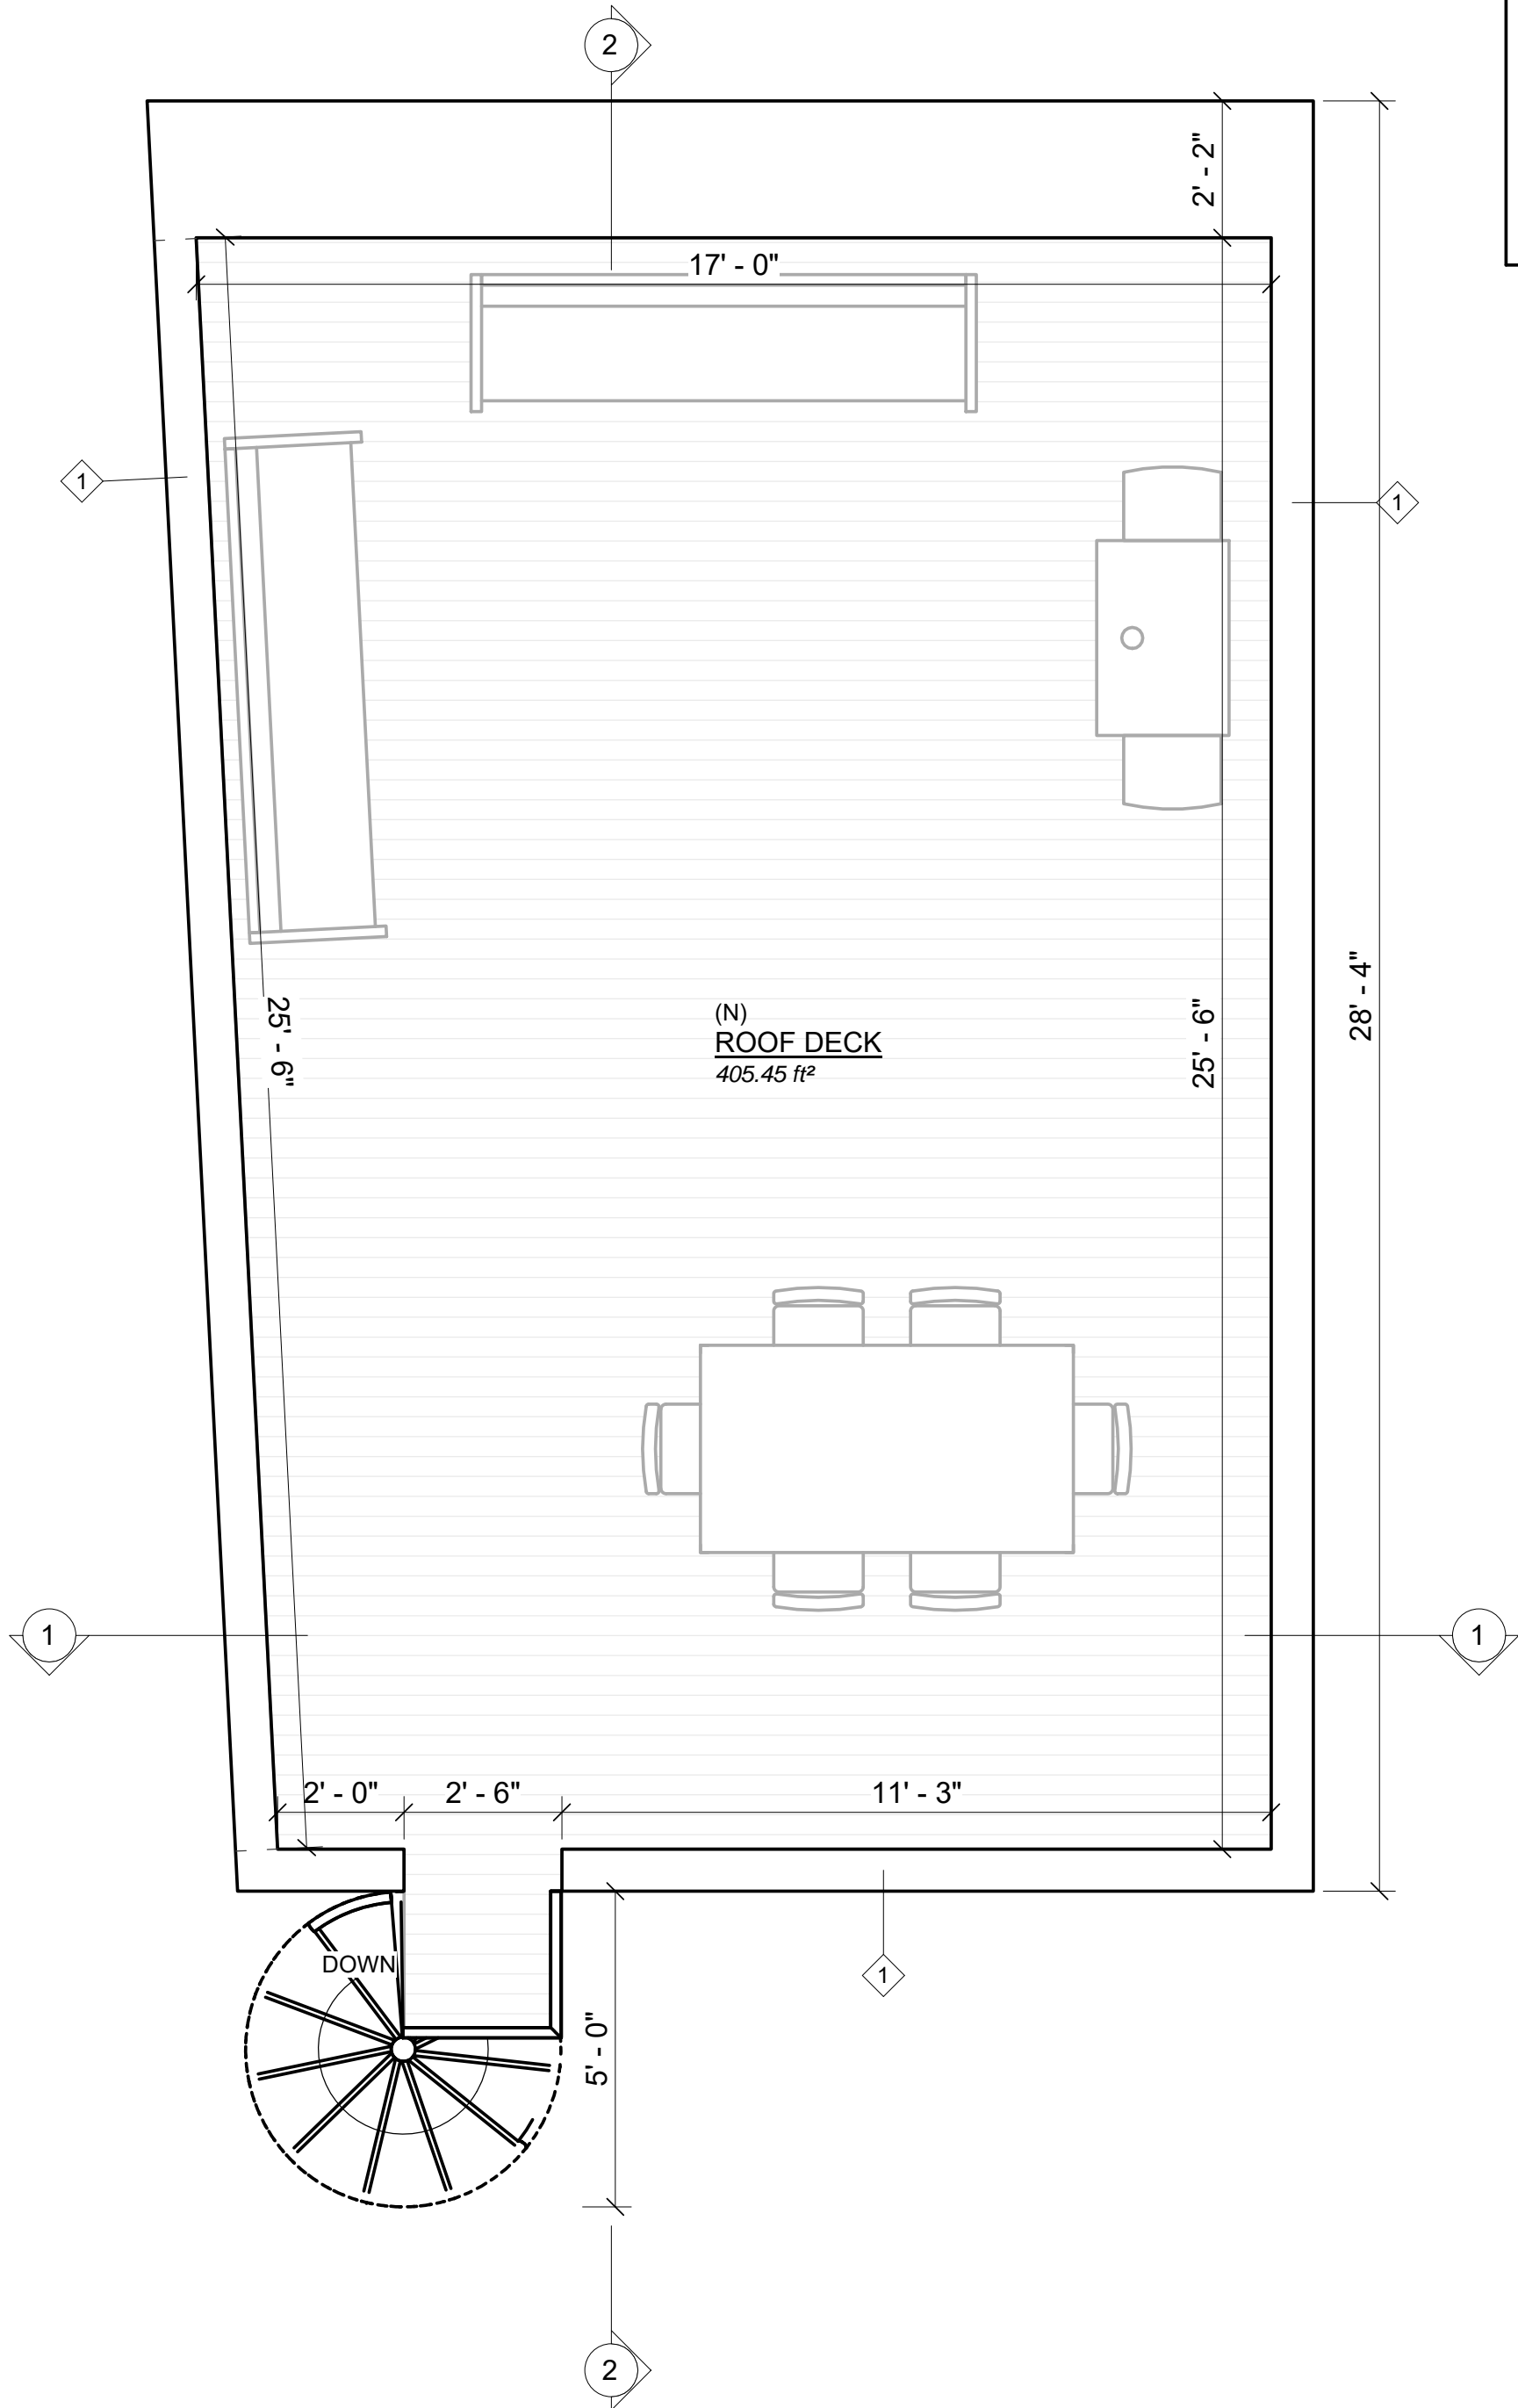 2
2' - 2"
17' - 0"
1
1
25' - 6"
(N)
ROOF DECK
405.45 ft²
25' - 6"
28' - 4"
1
1
2' - 0"
2' - 6"
11' - 3"
DOWN
1
5' - 0"
2